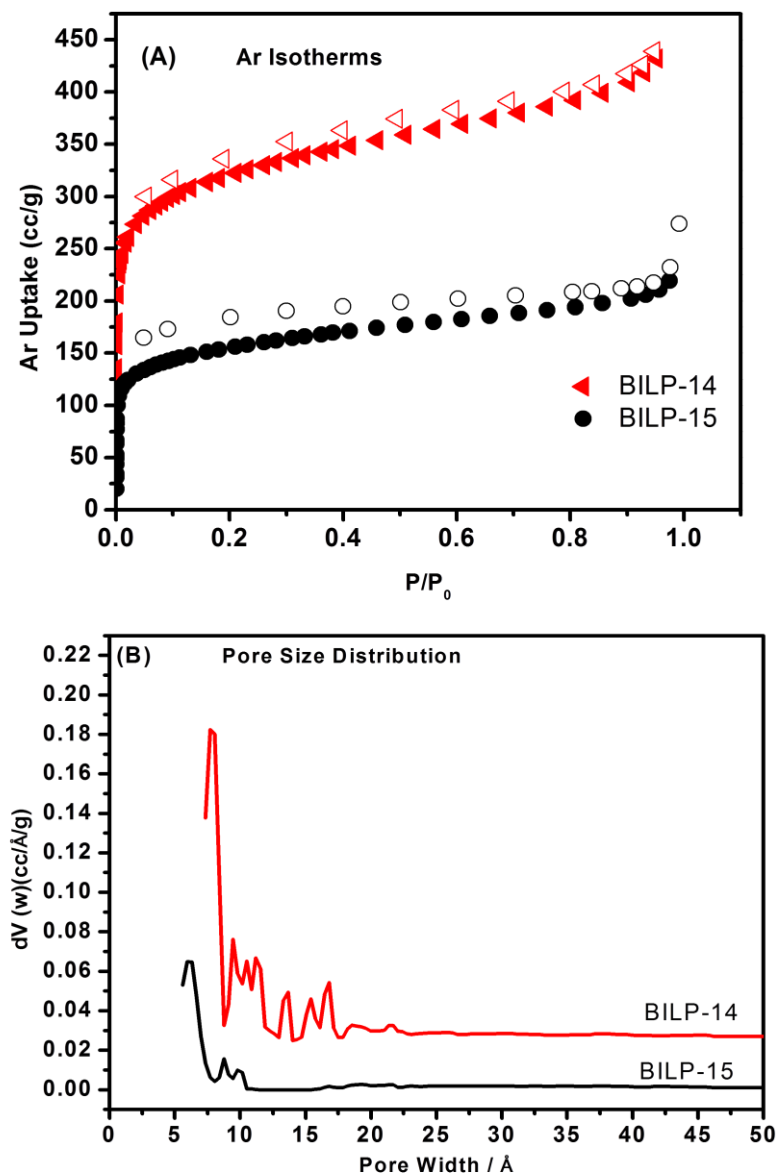 (A) Ar Isotherms
450
400
350
300
250
200
150
100
50
0
Ar Uptake (cc/g)
BILP-14
BILP-15
0.0 0.2 0.4 0.6 0.8 1.0
P/P0
(B) Pore Size Distribution
0.22
0.20
0.18
0.16
0.14
0.12
0.10
0.08
0.06
0.04
0.02
0.00
dV (w)(cc/Å/g)
BILP-14
BILP-15
0 5 10 15 20 25 30 35 40 45 50
Pore Width / Å